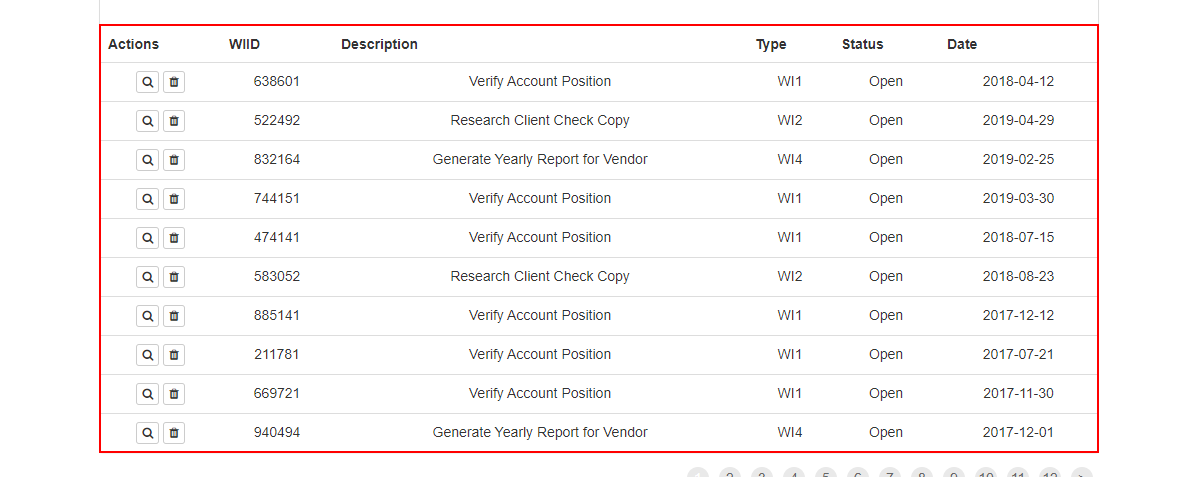 Actions WIID Description Type Status Date
638601 Verify Account Position WI1 Open 2018-04-12
522492 Research Client Check Copy WI2 Open 2019-04-29
832164 Generate Yearly Report for Vendor WI4 Open 2019-02-25
744151 Verify Account Position WI1 Open 2019-03-30
474141 Verify Account Position WI1 Open 2018-07-15
583052 Research Client Check Copy WI2 Open 2018-08-23
885141 Verify Account Position WI1 Open 2017-12-12
211781 Verify Account Position WI1 Open 2017-07-21
669721 Verify Account Position WI1 Open 2017-11-30
940494 Generate Yearly Report for Vendor WI4 Open 2017-12-01
1 2 3 4 5 6 7 8 9 10 11 12 >